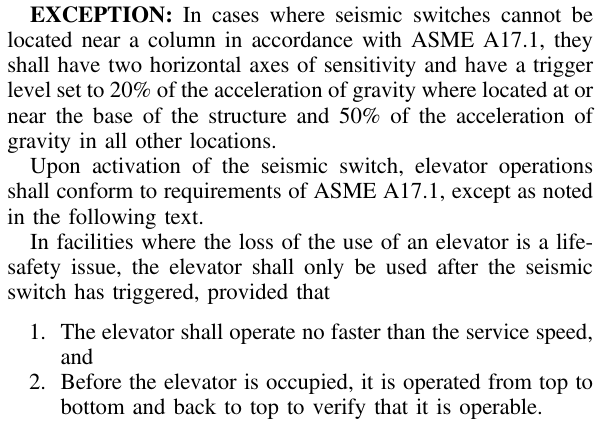 EXCEPTION: In cases where seismic switches cannot be
located near a column in accordance with ASME A17.1, they
shall have two horizontal axes of sensitivity and have a trigger
level set to 20% of the acceleration of gravity where located at or
near the base of the structure and 50% of the acceleration of
gravity in all other locations.
Upon activation of the seismic switch, elevator operations
shall conform to requirements of ASME A17.1, except as noted
in the following text.
In facilities where the loss of the use of an elevator is a life-
safety issue, the elevator shall only be used after the seismic
switch has triggered, provided that
1. The elevator shall operate no faster than the service speed,
and
2. Before the elevator is occupied, it is operated from top to
bottom and back to top to verify that it is operable.